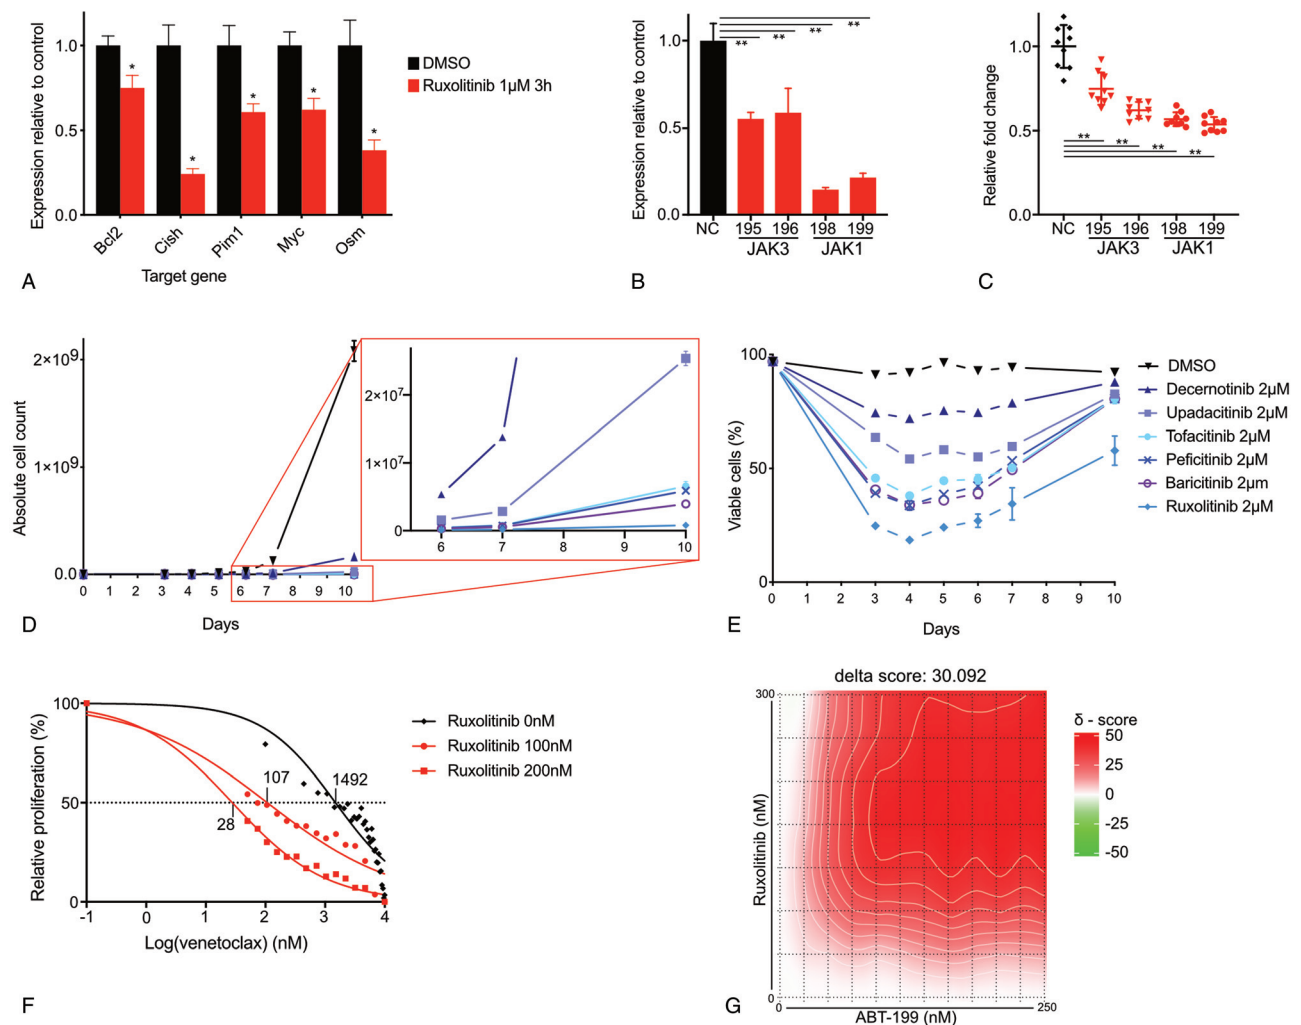 Expression relative to control
1.0
0.5
0.0
*
*
*
*
*
Bcl2
Cish
Pim1
Myc
Osm
Target gene
DMSO
Ruxolitinib 1µM 3h
A
Expression relative to control
1.0
0.5
0.0
**
**
**
**
NC
195
196
198
199
JAK3
JAK1
B
Relative fold change
1.0
0.5
0.0
**
**
**
**
NC
195
196
198
199
JAK3
JAK1
C
Absolute cell count
2×10⁹
1×10⁹
0.0
0 1 2 3 4 5 6 7 8 9 10
Days
2×10⁷
1×10⁷
0
6 7 8 9 10
D
Viable cells (%)
100
50
0
0 1 2 3 4 5 6 7 8 9 10
Days
DMSO
Decernotinib 2µM
Upadacitinib 2µM
Tofacitinib 2µM
Peficitinib 2µM
Baricitinib 2µm
Ruxolitinib 2µM
E
Relative proliferation (%)
100
50
0
107
1492
28
-1 0 1 2 3 4
Log(venetoclax) (nM)
Ruxolitinib 0nM
Ruxolitinib 100nM
Ruxolitinib 200nM
F
delta score: 30.092
Ruxolitinib (nM)
300
0
0
250
ABT-199 (nM)
δ - score
50
25
0
-25
-50
G